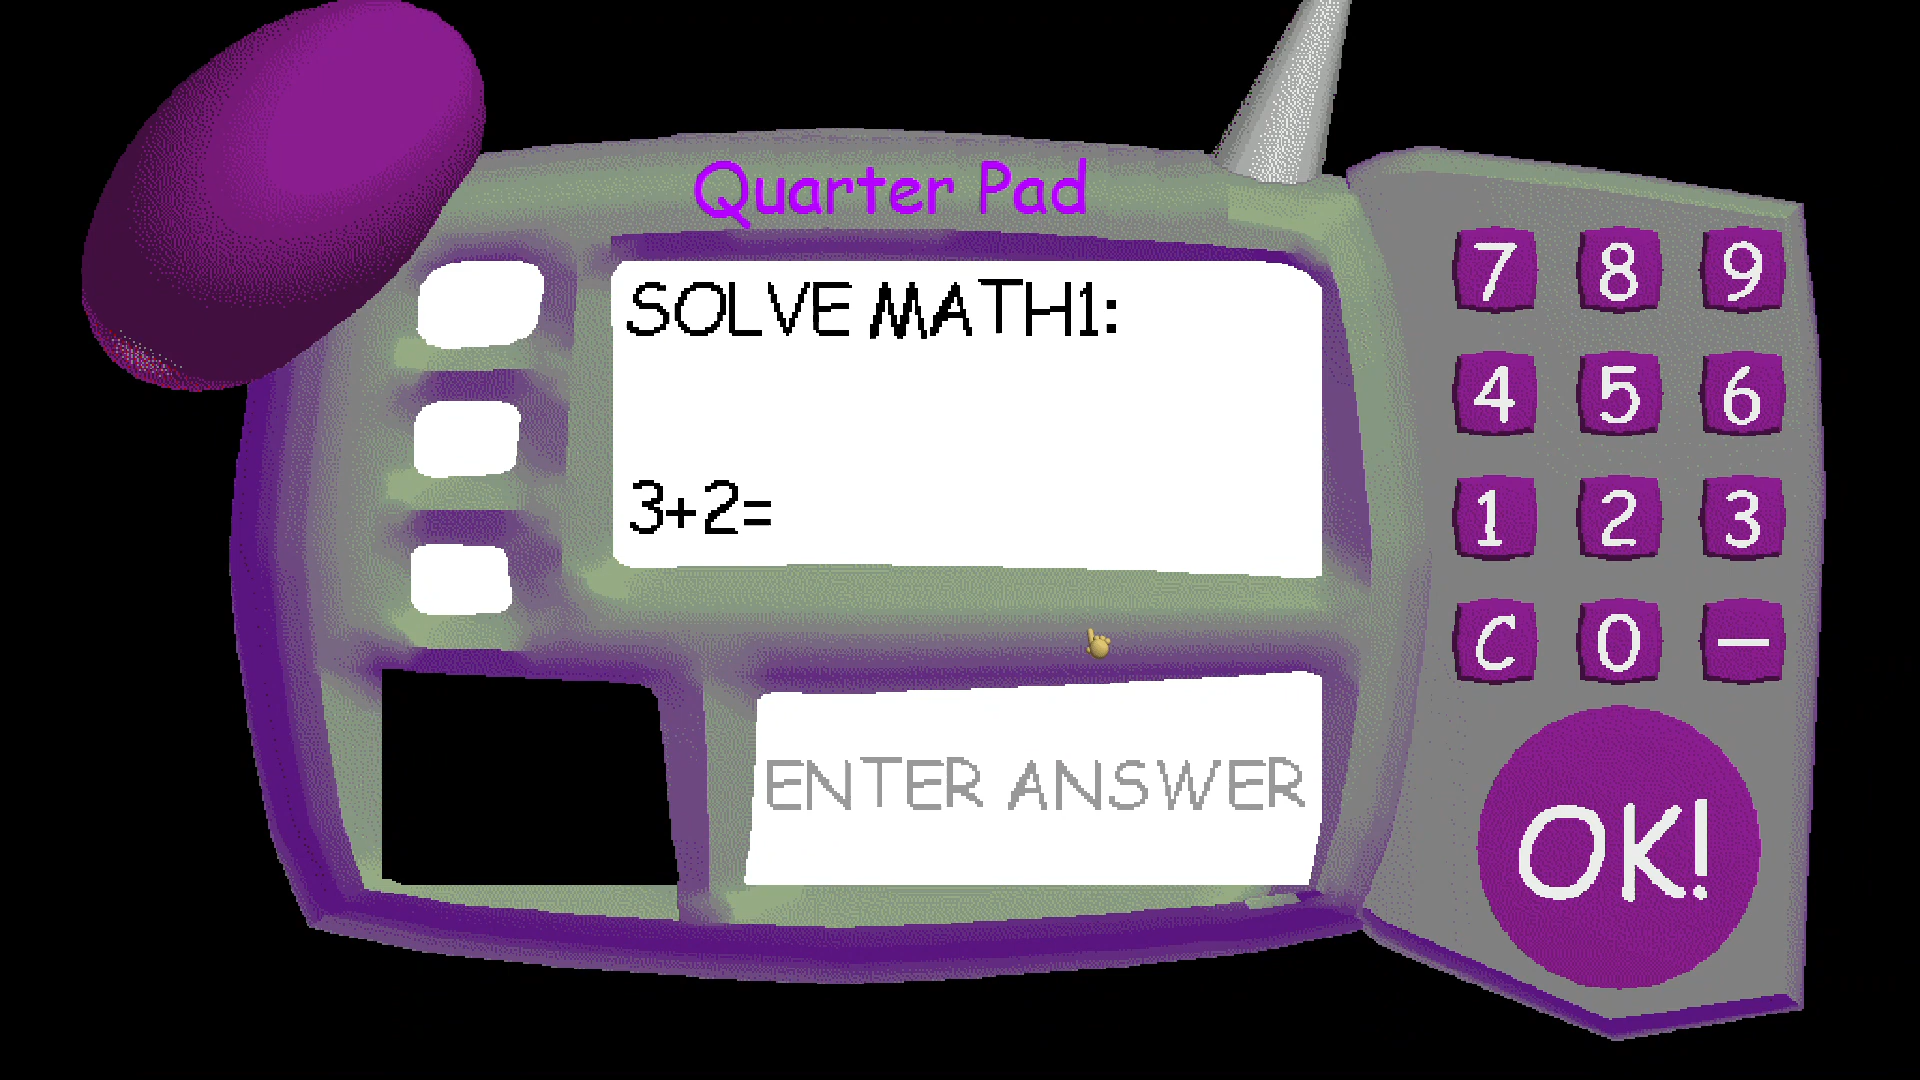 Quarter Pad
SOLVE MATH1:
3+2=
ENTER ANSWER
7 8 9
4 5 6
1 2 3
C 0 —
OK!